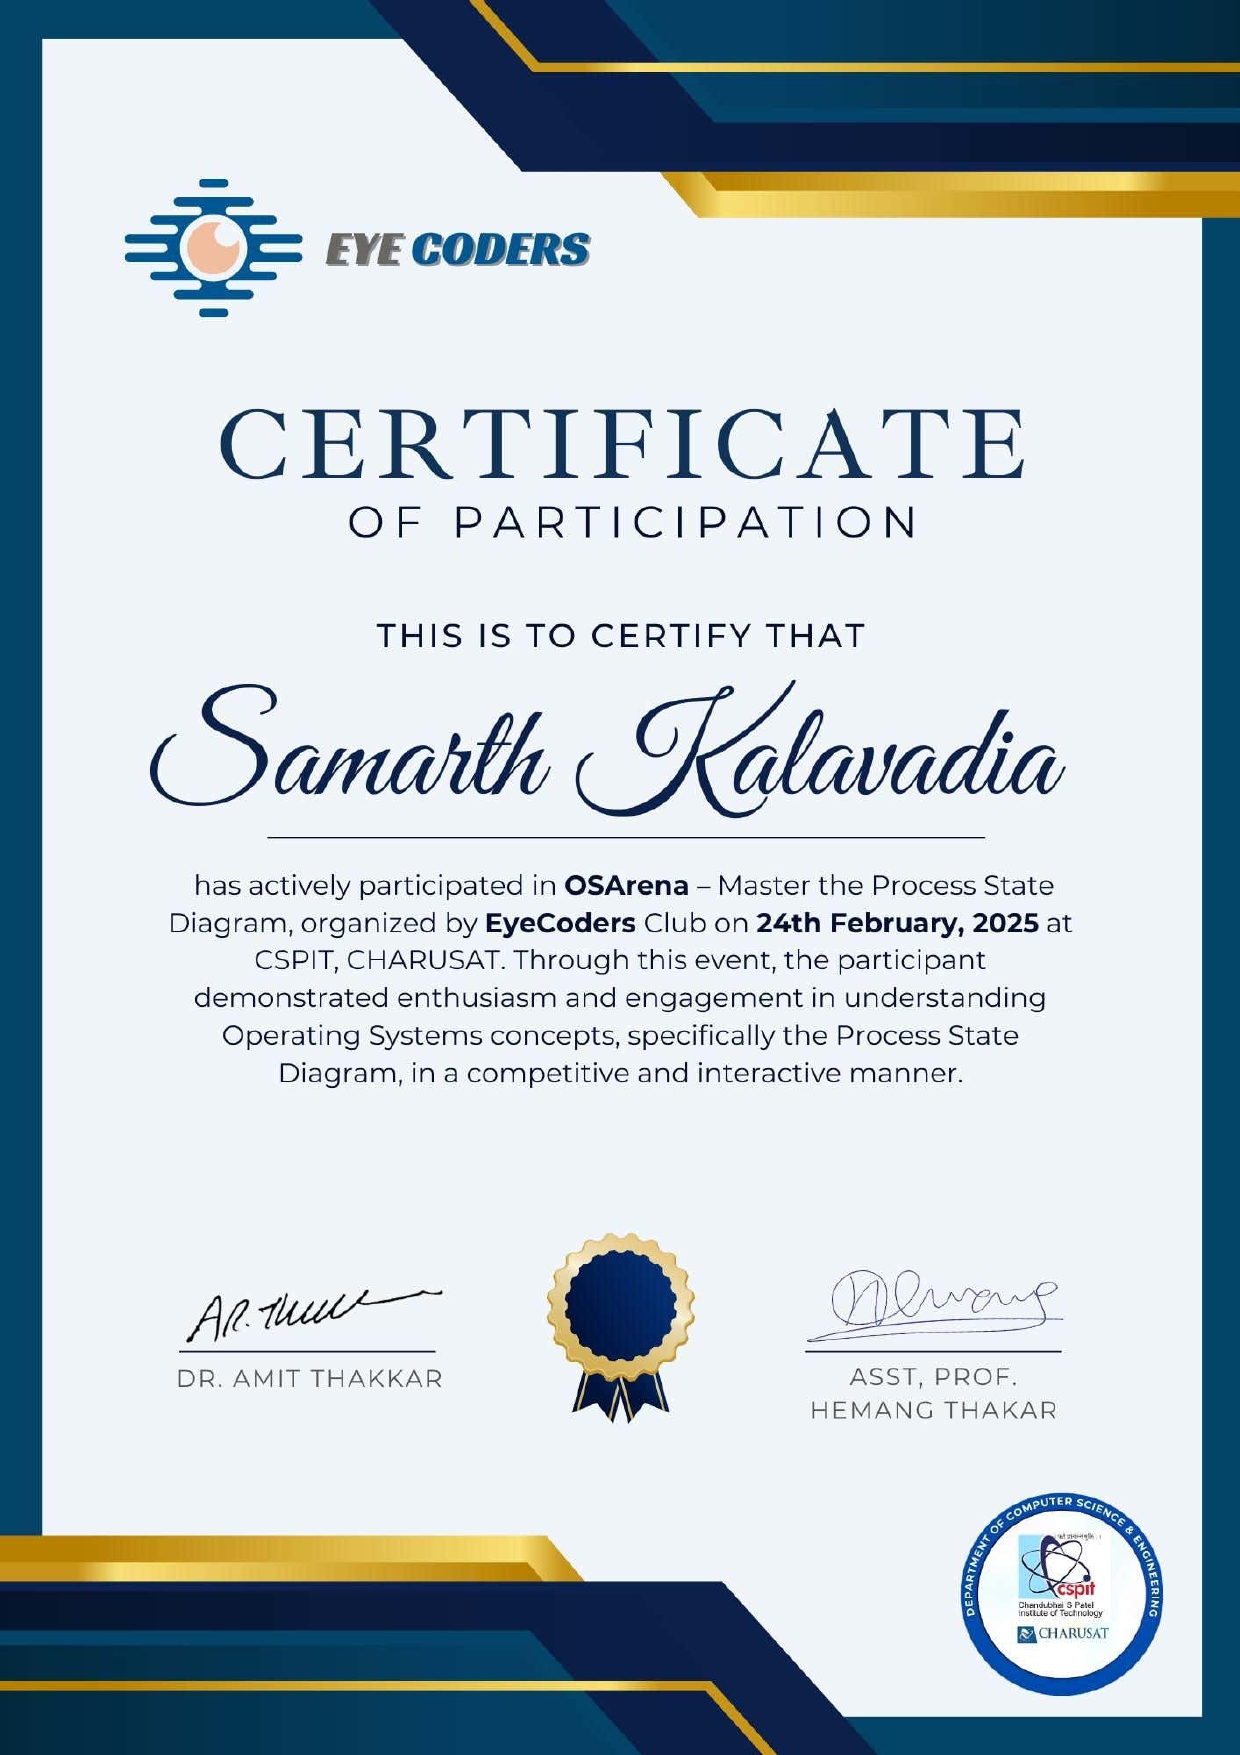 EYE CODERS
CERTIFICATE
OF PARTICIPATION
THIS IS TO CERTIFY THAT
Samarth Kalavadia
has actively participated in OSArena – Master the Process State
Diagram, organized by EyeCoders Club on 24th February, 2025 at
CSPIT, CHARUSAT. Through this event, the participant
demonstrated enthusiasm and engagement in understanding
Operating Systems concepts, specifically the Process State
Diagram, in a competitive and interactive manner.
DR. AMIT THAKKAR
ASST, PROF.
HEMANG THAKAR
DEPARTMENT OF COMPUTER SCIENCE & ENGINEERING
cspit
Chandubhai S Patel
Institute of Technology
CHARUSAT